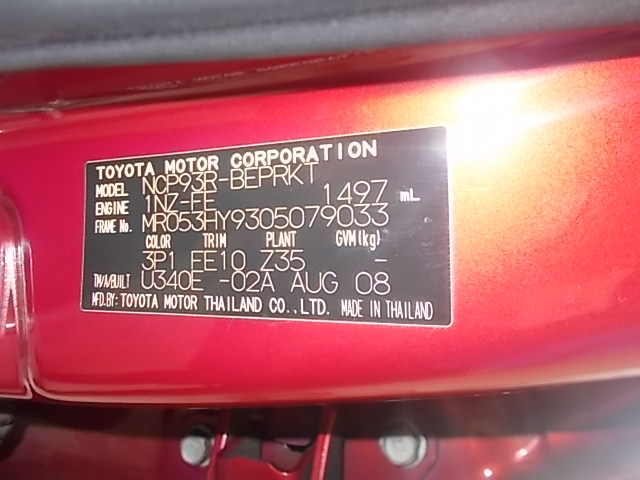 TOYOTA MOTOR CORPORATION
MODEL NCP93R-BEPRKT
ENGINE 1NZ-FE 1497 mL
FRAME No. MR053HY9305079033
COLOR TRIM PLANT GVM(kg)
3P1 FE10 Z35 -
TM/A/BUILT U340E -02A AUG 08
MFD.BY: TOYOTA MOTOR THAILAND CO., LTD. MADE IN THAILAND